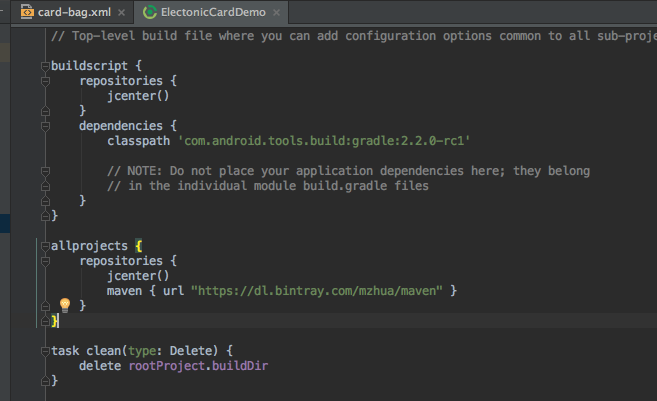 card-bag.xml ElectonicCardDemo
// Top-level build file where you can add configuration options common to all
buildscript {
repositories {
jcenter()
}
dependencies {
classpath 'com.android.tools.build:gradle:2.2.0-rc1'
// NOTE: Do not place your application dependencies here; they belong
// in the individual module build.gradle files
}
}
allprojects {
repositories {
jcenter()
maven { url "https://dl.bintray.com/mzhua/maven" }
}
}
task clean(type: Delete) {
delete rootProject.buildDir
}